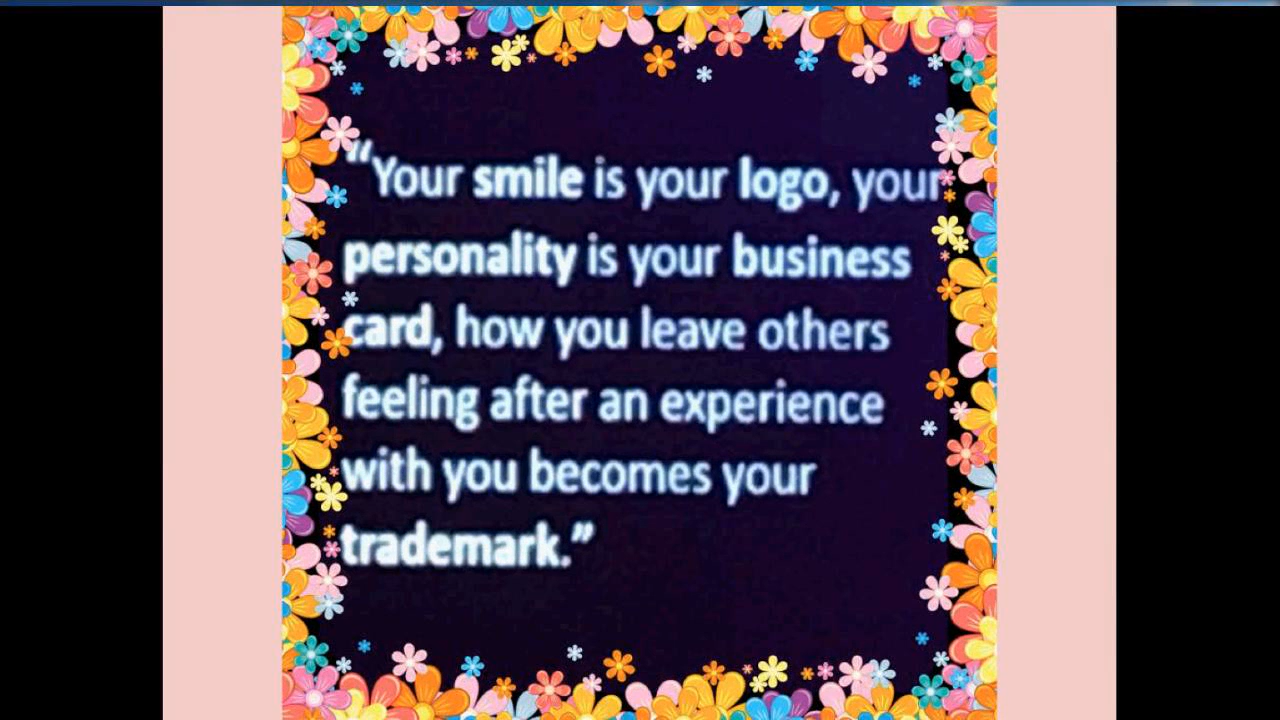 “Your smile is your logo, your
personality is your business
card, how you leave others
feeling after an experience
with you becomes your
trademark.”